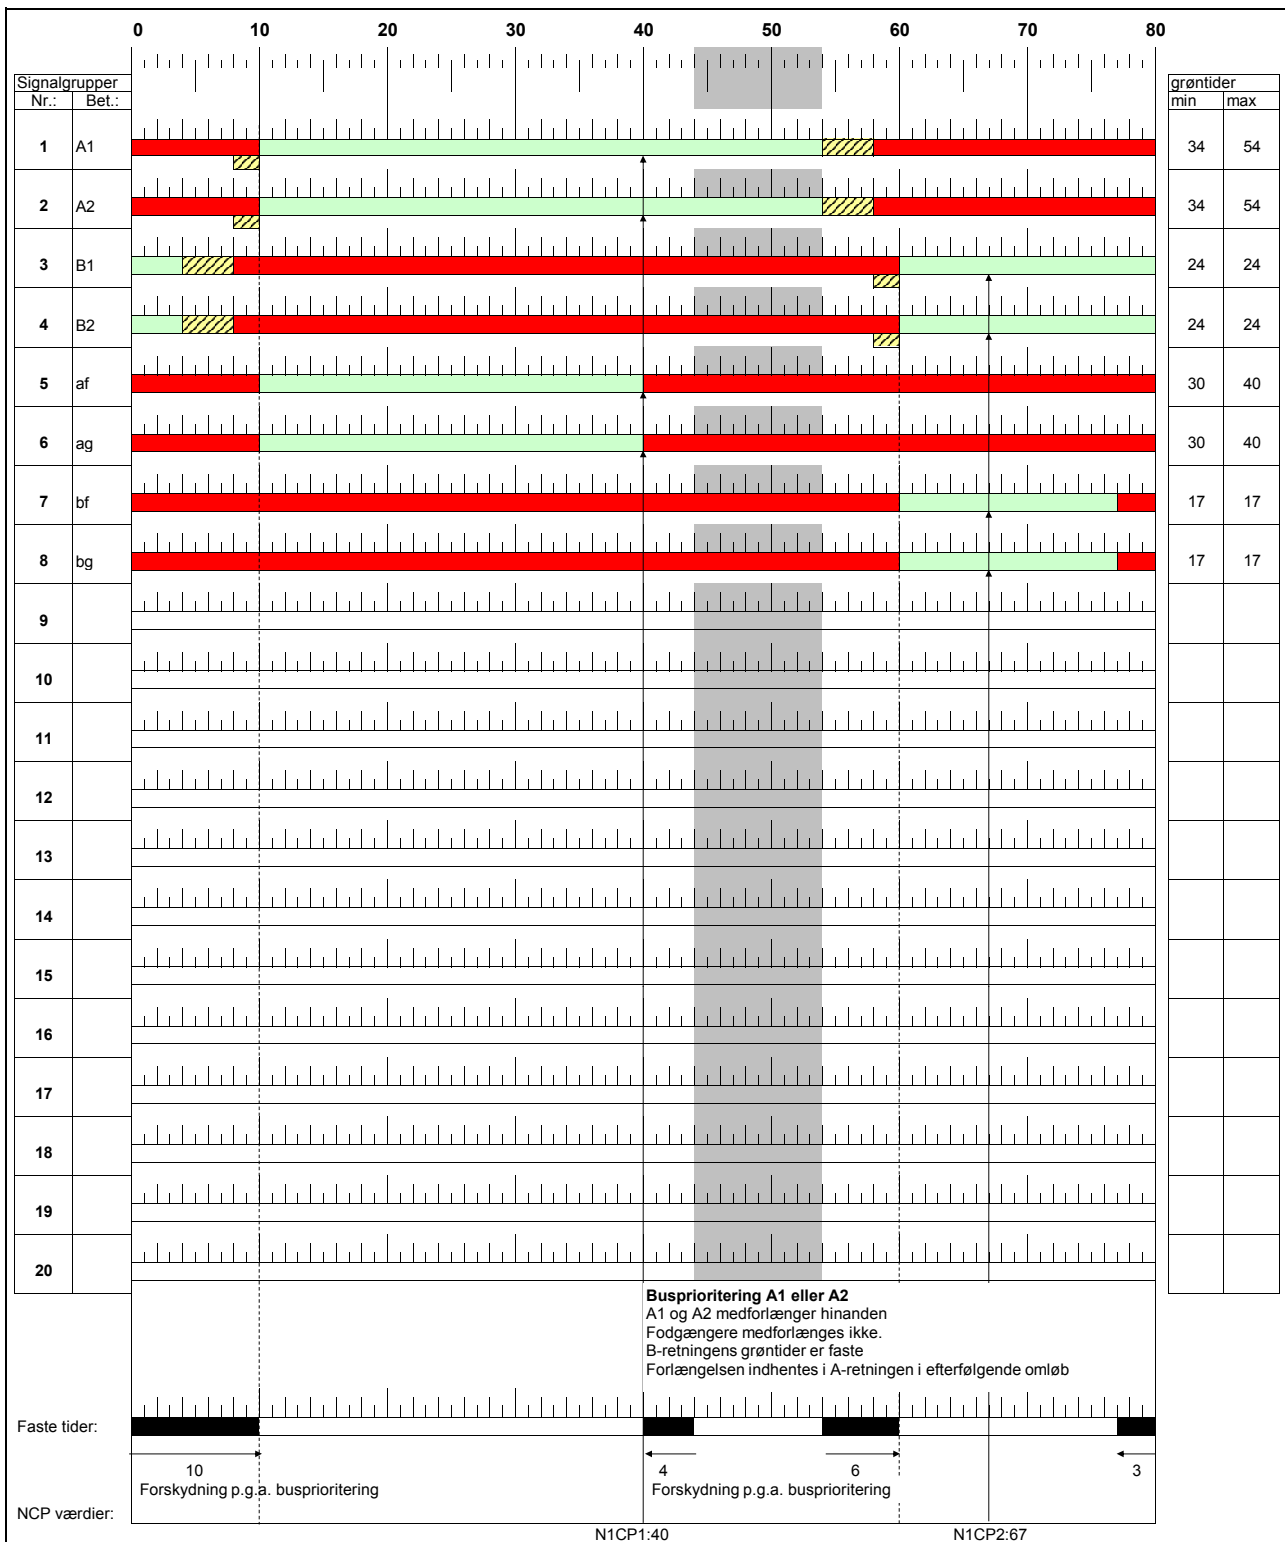 0 10 20 30 40 50 60 70 80
Signalgrupper grøntider
Nr.: Bet.: min max
1 A1 34 54
2 A2 34 54
3 B1 24 24
4 B2 24 24
5 af 30 40
6 ag 30 40
7 bf 17 17
8 bg 17 17
9
10
11
12
13
14
15
16
17
18
19
20
Busprioritering A1 eller A2
A1 og A2 medforlænger hinanden
Fodgængere medforlænges ikke.
B-retningens grøntider er faste
Forlængelsen indhentes i A-retningen i efterfølgende omløb
Faste tider:
10 4 6 3
Forskydning p.g.a. busprioritering Forskydning p.g.a. busprioritering
NCP værdier:
N1CP1:40 N1CP2:67